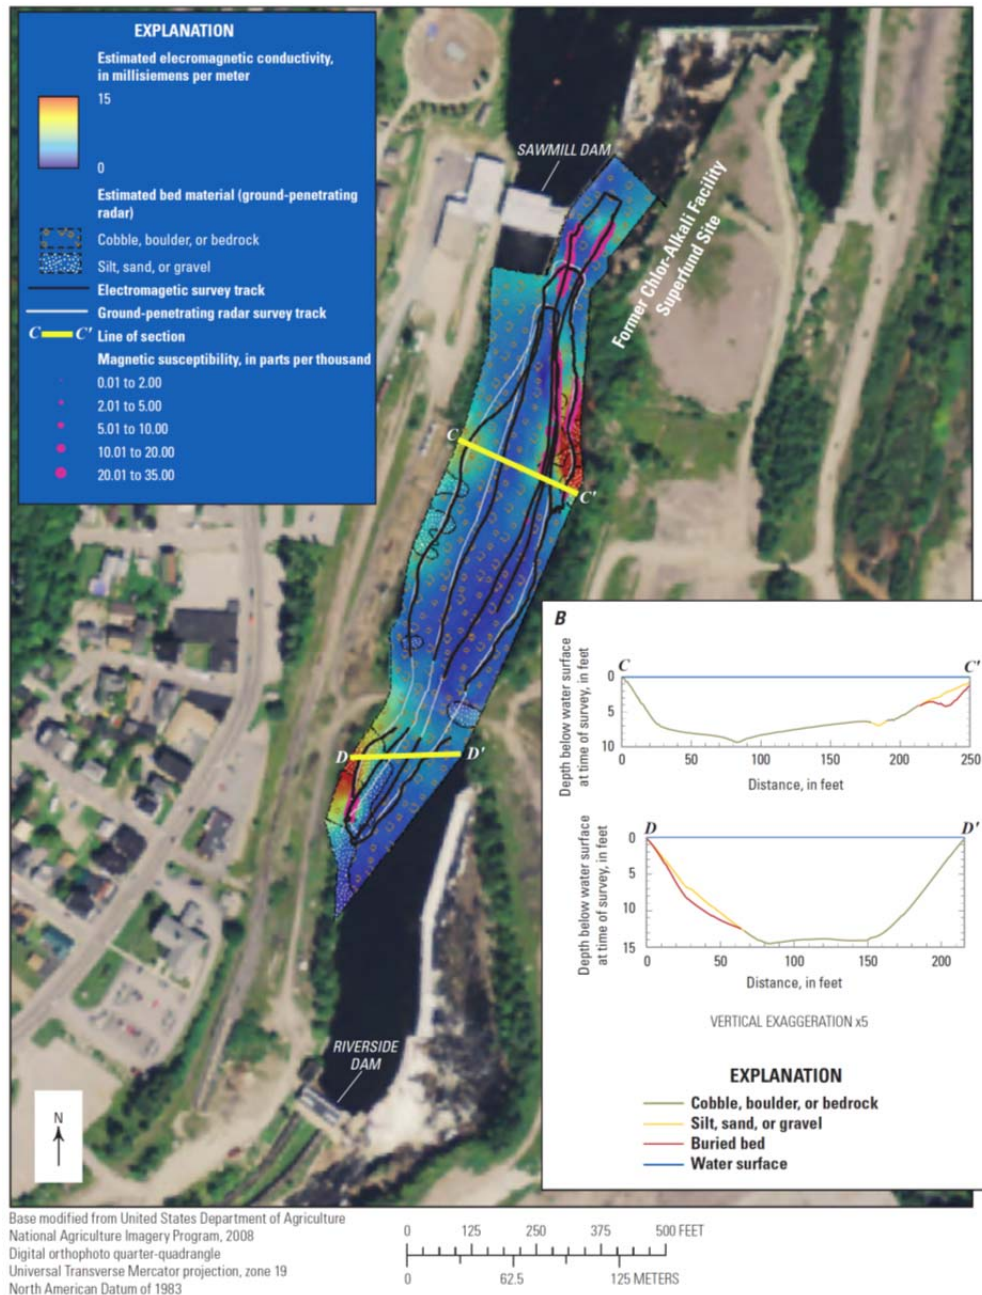 EXPLANATION
Estimated elecromagnetic conductivity,
in millisiemens per meter
15
0
Estimated bed material (ground-penetrating
radar)
Cobble, boulder, or bedrock
Silt, sand, or gravel
Electromagetic survey track
Ground-penetrating radar survey track
C C' Line of section
Magnetic susceptibility, in parts per thousand
0.01 to 2.00
2.01 to 5.00
5.01 to 10.00
10.01 to 20.00
20.01 to 35.00
SAWMILL DAM
Former Chlor-Alkali Facility
Superfund Site
C
C'
D
D'
RIVERSIDE
DAM
N
B
C
C'
Depth below water surface
at time of survey, in feet
0
5
10
0 50 100 150 200 250
Distance, in feet
D
D'
Depth below water surface
at time of survey, in feet
0
5
10
15
0 50 100 150 200
Distance, in feet
VERTICAL EXAGGERATION x5
EXPLANATION
Cobble, boulder, or bedrock
Silt, sand, or gravel
Buried bed
Water surface
Base modified from United States Department of Agriculture
National Agriculture Imagery Program, 2008
Digital orthophoto quarter-quadrangle
Universal Transverse Mercator projection, zone 19
North American Datum of 1983
0 125 250 375 500 FEET
0 62.5 125 METERS